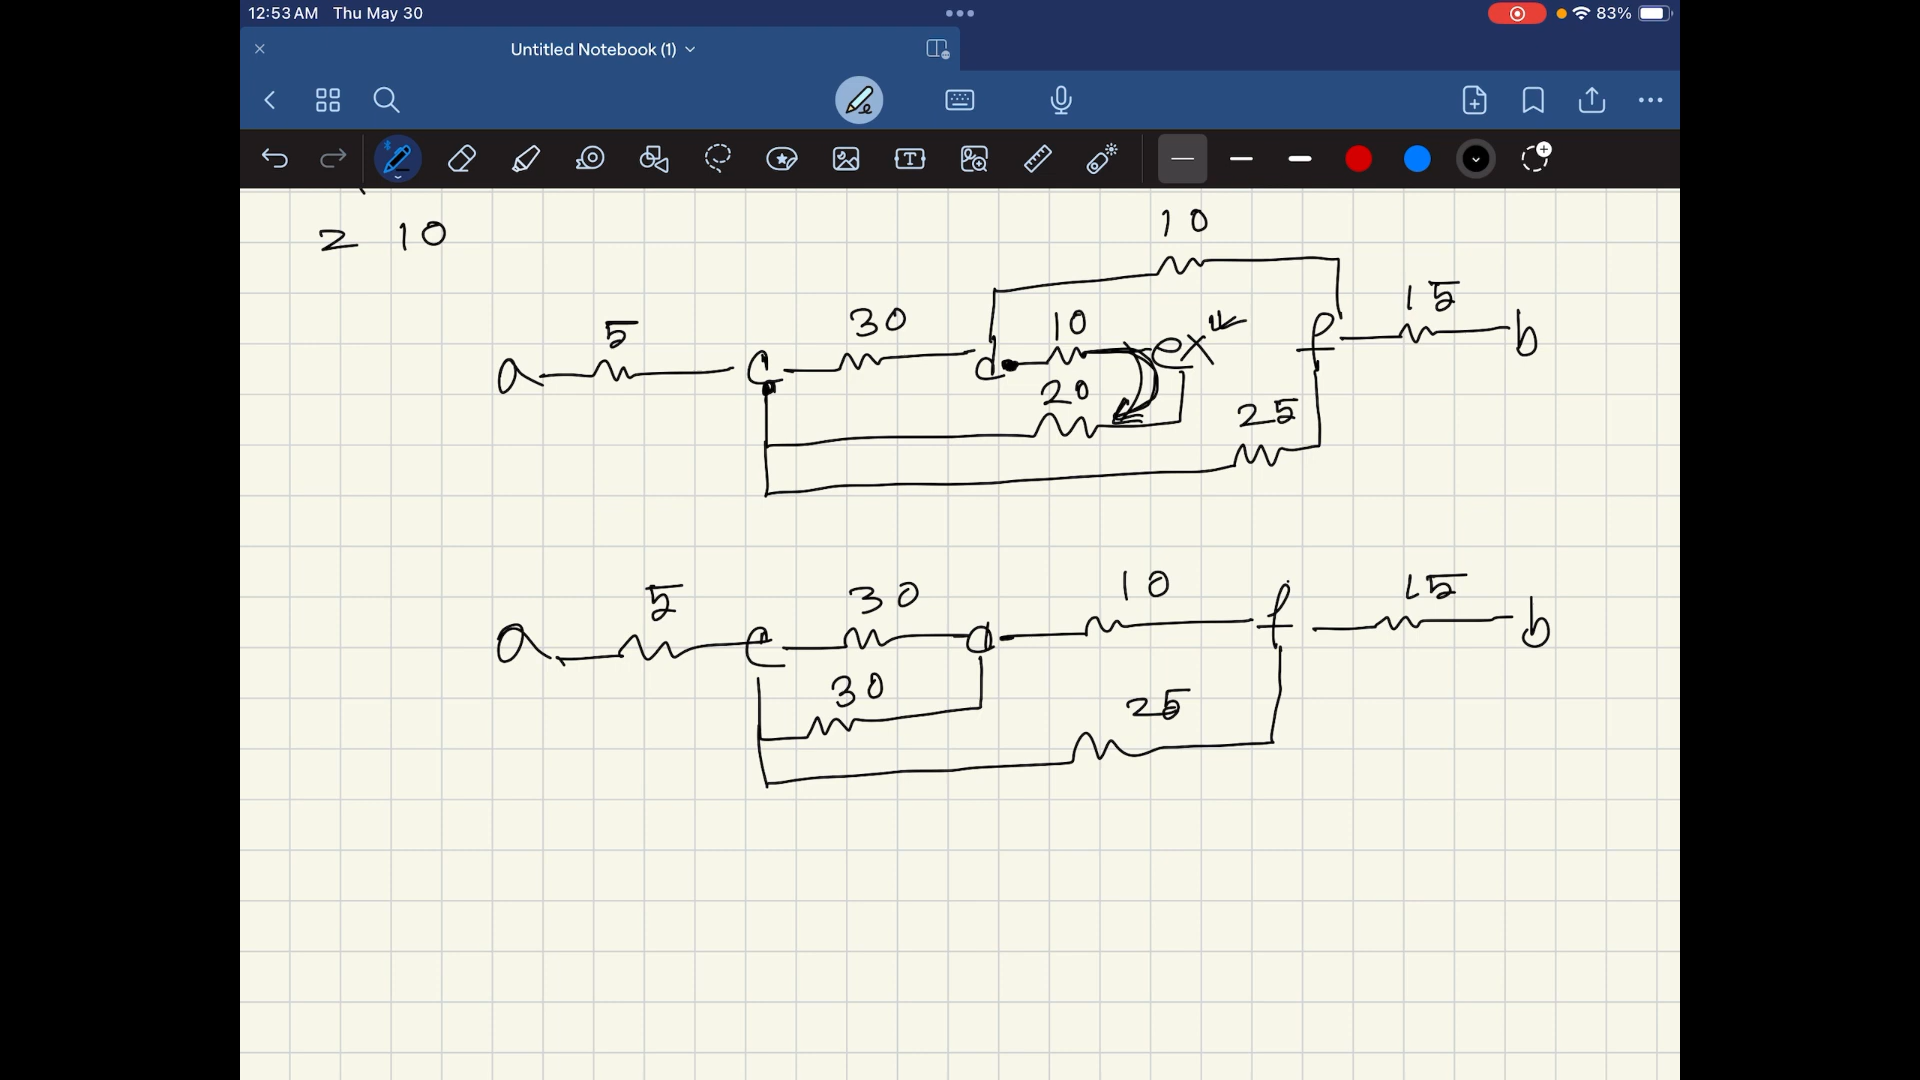 12:53 AM Thu May 30
83%
Untitled Notebook (1)
2 10
10
5 30 10 15
a c d ex f b
20 25
5 30 10 15
a c d f b
30 25